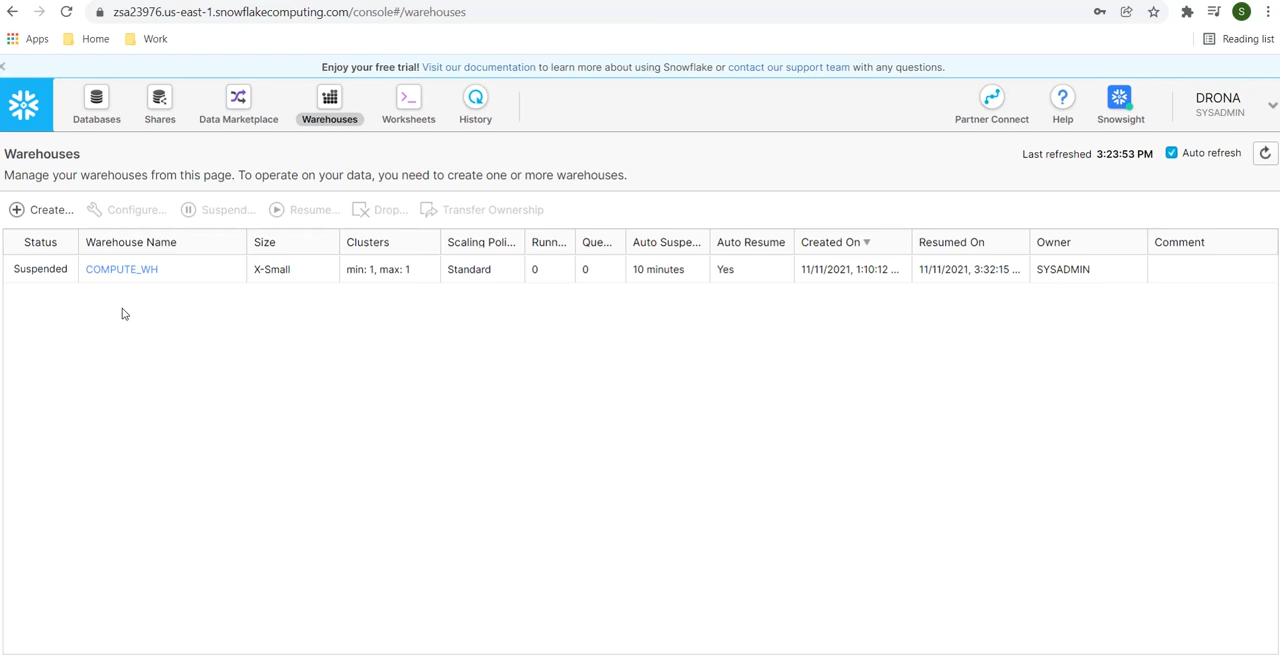 zsa23976.us-east-1.snowflakecomputing.com/console#/warehouses
S
Apps Home Work Reading list
Enjoy your free trial! Visit our documentation to learn more about using Snowflake or contact our support team with any questions.
Databases Shares Data Marketplace Warehouses Worksheets History Partner Connect Help Snowsight
DRONA
SYSADMIN
Warehouses
Last refreshed 3:23:53 PM Auto refresh
Manage your warehouses from this page. To operate on your data, you need to create one or more warehouses.
Create... Configure... Suspend... Resume... Drop... Transfer Ownership
Status Warehouse Name Size Clusters Scaling Poli... Runn... Que... Auto Suspe... Auto Resume Created On Resumed On Owner Comment
Suspended COMPUTE_WH X-Small min: 1, max: 1 Standard 0 0 10 minutes Yes 11/11/2021, 1:10:12 ... 11/11/2021, 3:32:15 ... SYSADMIN